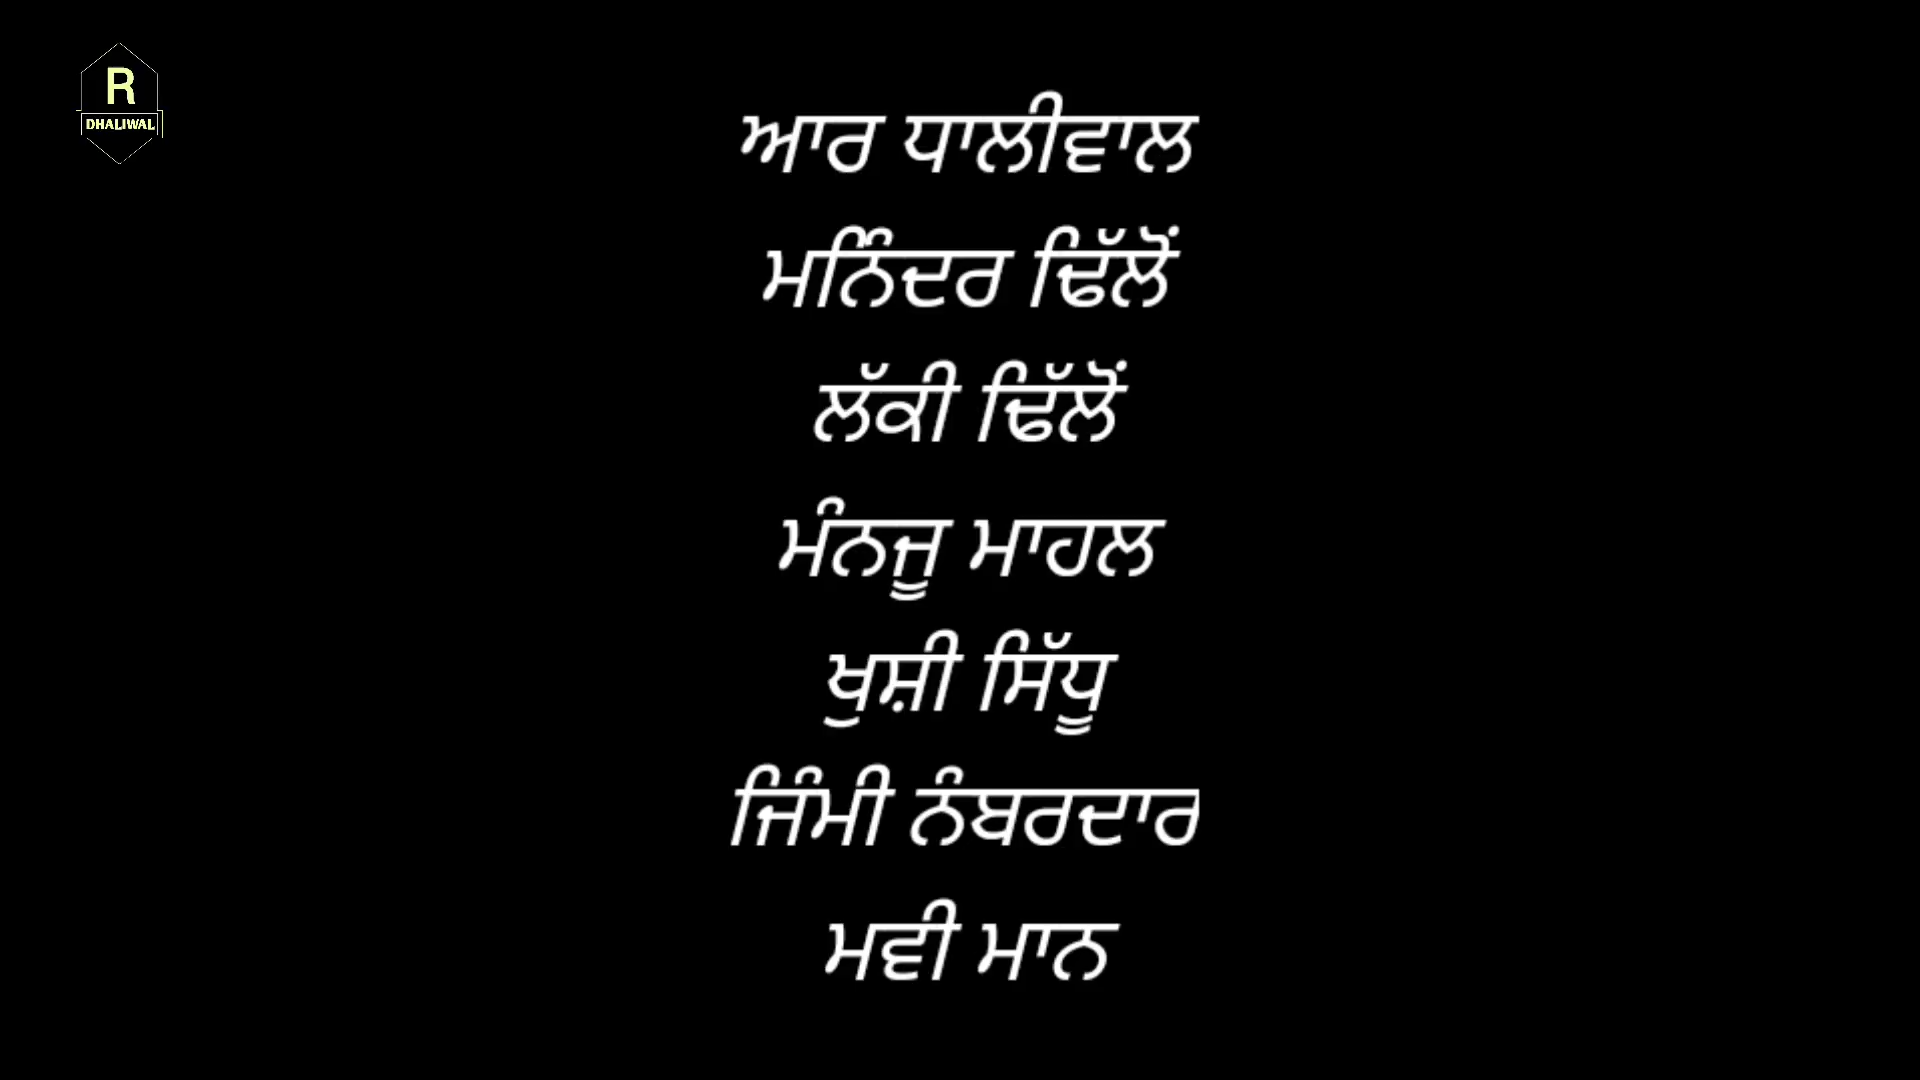 R
DHALIWAL
ਆਰ ਧਾਲੀਵਾਲ
ਮਨਿੰਦਰ ਢਿੱਲੋਂ
ਲੱਕੀ ਢਿੱਲੋਂ
ਮੰਨਜੂ ਮਾਹਲ
ਖੁਸ਼ੀ ਸਿੱਧੂ
ਜਿੰਮੀ ਨੰਬਰਦਾਰ
ਮਵੀ ਮਾਨ